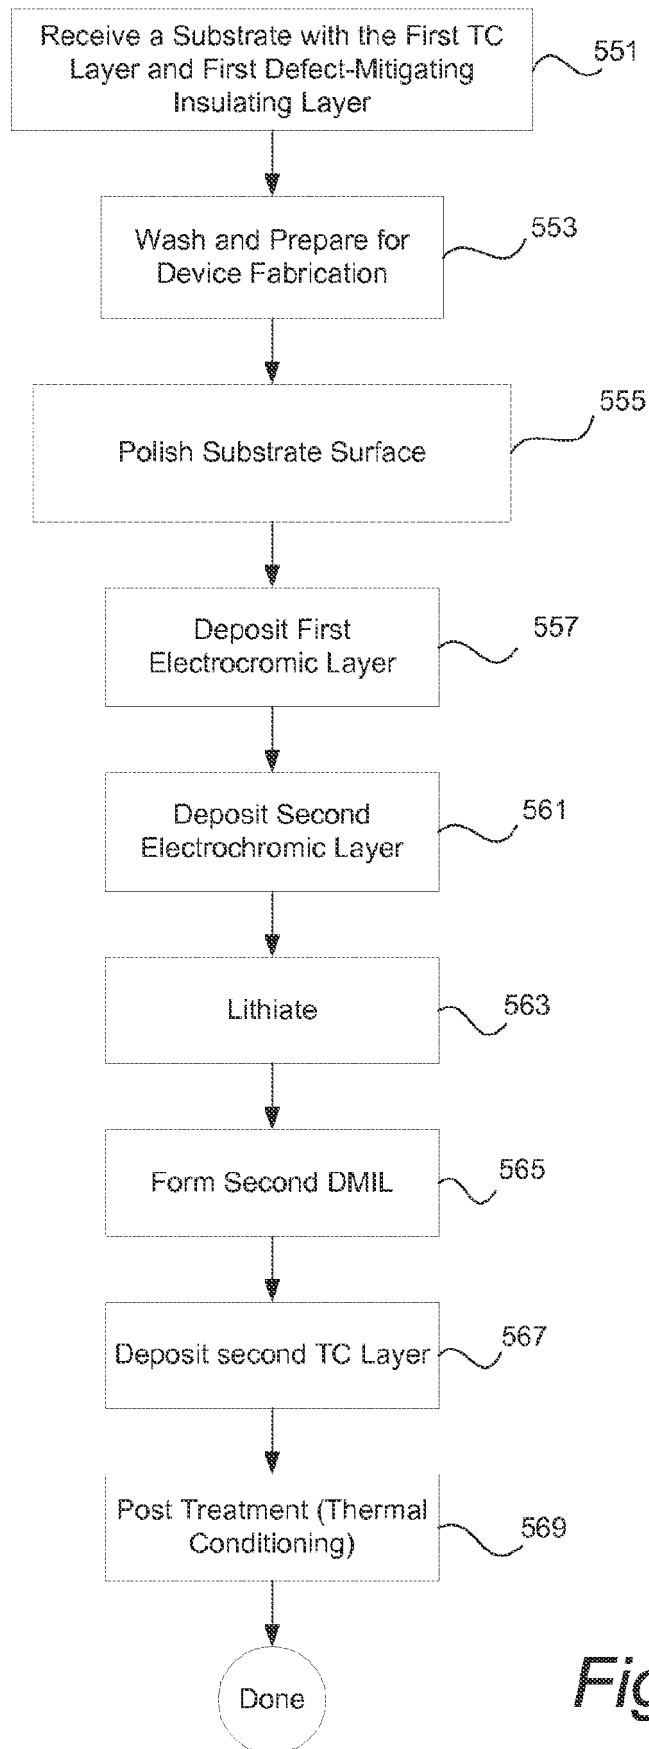 Receive a Substrate with the First TC
Layer and First Defect-Mitigating
Insulating Layer
551
Wash and Prepare for
Device Fabrication
553
Polish Substrate Surface
555
Deposit First
Electrocromic Layer
557
Deposit Second
Electrochromic Layer
561
Lithiate
563
Form Second DMIL
565
Deposit second TC Layer
567
Post Treatment (Thermal
Conditioning)
569
Done